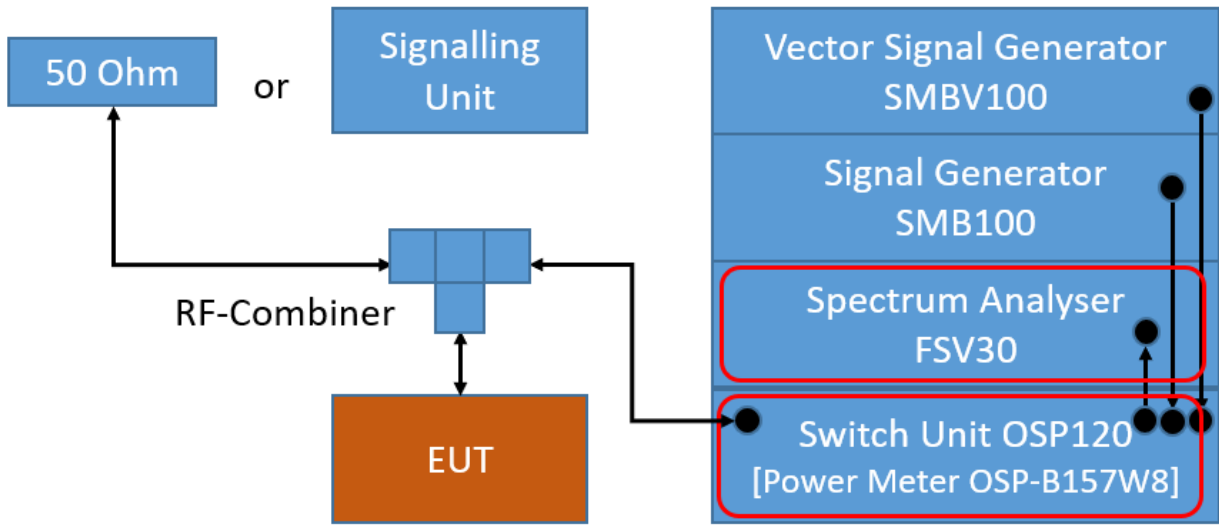 50 Ohm
or
Signalling
Unit
RF-Combiner
EUT
Vector Signal Generator
SMBV100
Signal Generator
SMB100
Spectrum Analyser
FSV30
Switch Unit OSP120
[Power Meter OSP-B157W8]